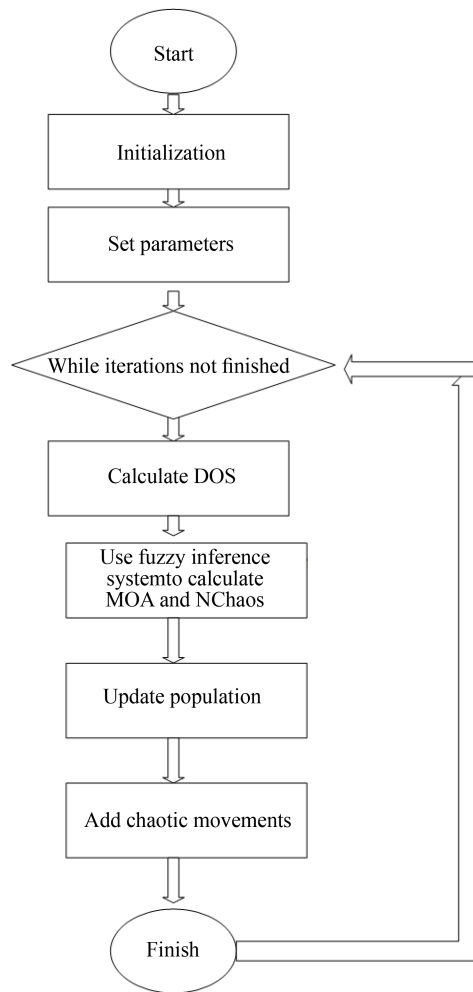 Start
Initialization
Set parameters
While iterations not finished
Calculate DOS
Use fuzzy inference
systemto calculate
MOA and NChaos
Update population
Add chaotic movements
Finish